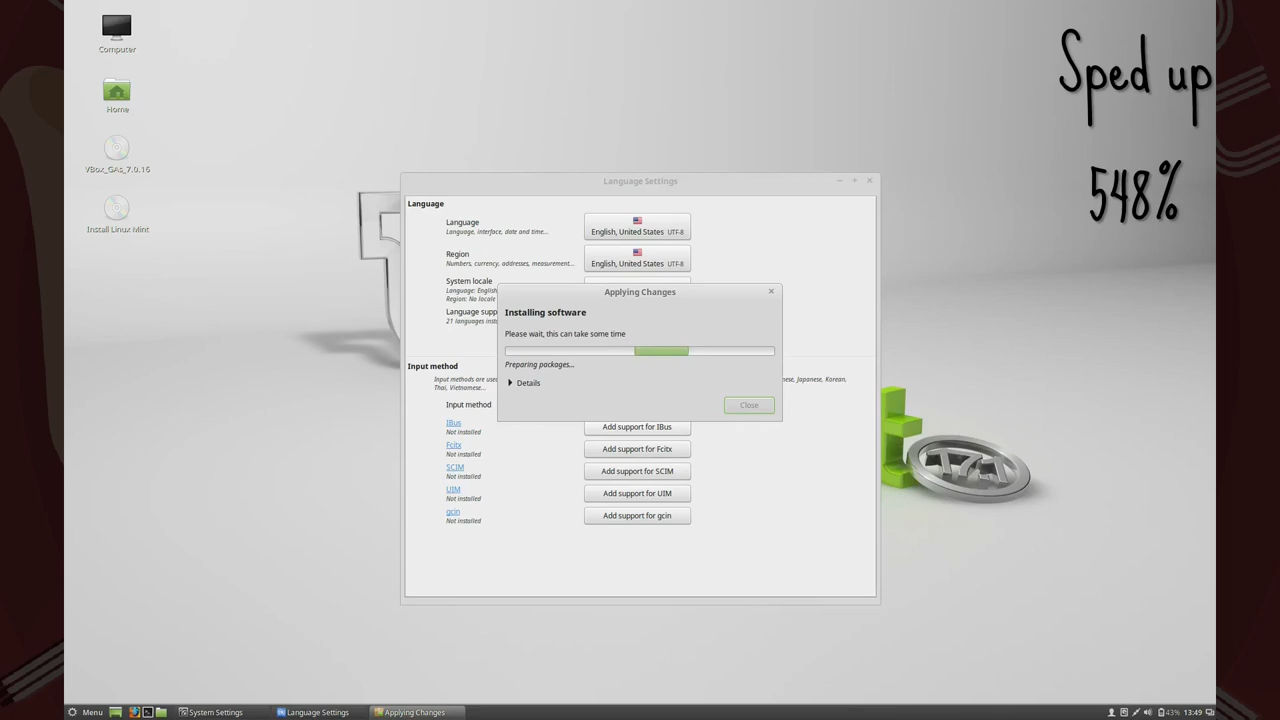 Computer
Home
VBox_GAs_7.0.16
Install Linux Mint
Sped up
548%
Language Settings
Language
Language
Language, interface, date and time...
English, United States UTF-8
Region
Numbers, currency, addresses, measurement...
English, United States UTF-8
System locale
Language: English
Region: No locale
Language supp
21 languages inst
Applying Changes
Installing software
Please wait, this can take some time
Preparing packages...
Details
Close
Input method
Input methods are used
nese, Japanese, Korean,
Thai, Vietnamese...
Input method
IBus
Not installed
Add support for IBus
Fcitx
Not installed
Add support for Fcitx
SCIM
Not installed
Add support for SCIM
UIM
Not installed
Add support for UIM
gcin
Not installed
Add support for gcin
17.1
Menu
System Settings
Language Settings
Applying Changes
43%
13:49